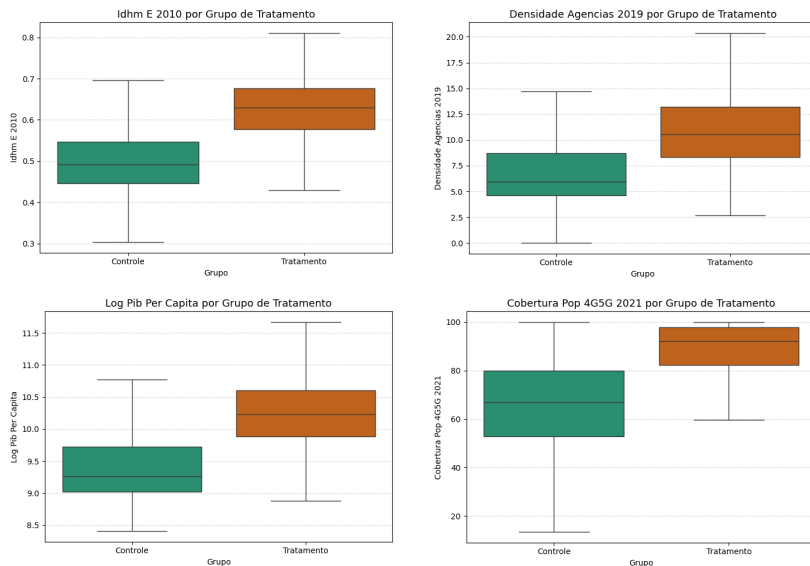 Idhm E 2010 por Grupo de Tratamento
0.8
0.7
0.6
0.5
0.4
0.3
Idhm E 2010
Controle
Tratamento
Grupo
Densidade Agencias 2019 por Grupo de Tratamento
20.0
17.5
15.0
12.5
10.0
7.5
5.0
2.5
0.0
Densidade Agencias 2019
Controle
Tratamento
Grupo
Log Pib Per Capita por Grupo de Tratamento
11.5
11.0
10.5
10.0
9.5
9.0
8.5
Log Pib Per Capita
Controle
Tratamento
Grupo
Cobertura Pop 4G5G 2021 por Grupo de Tratamento
100
80
60
40
20
Cobertura Pop 4G5G 2021
Controle
Tratamento
Grupo